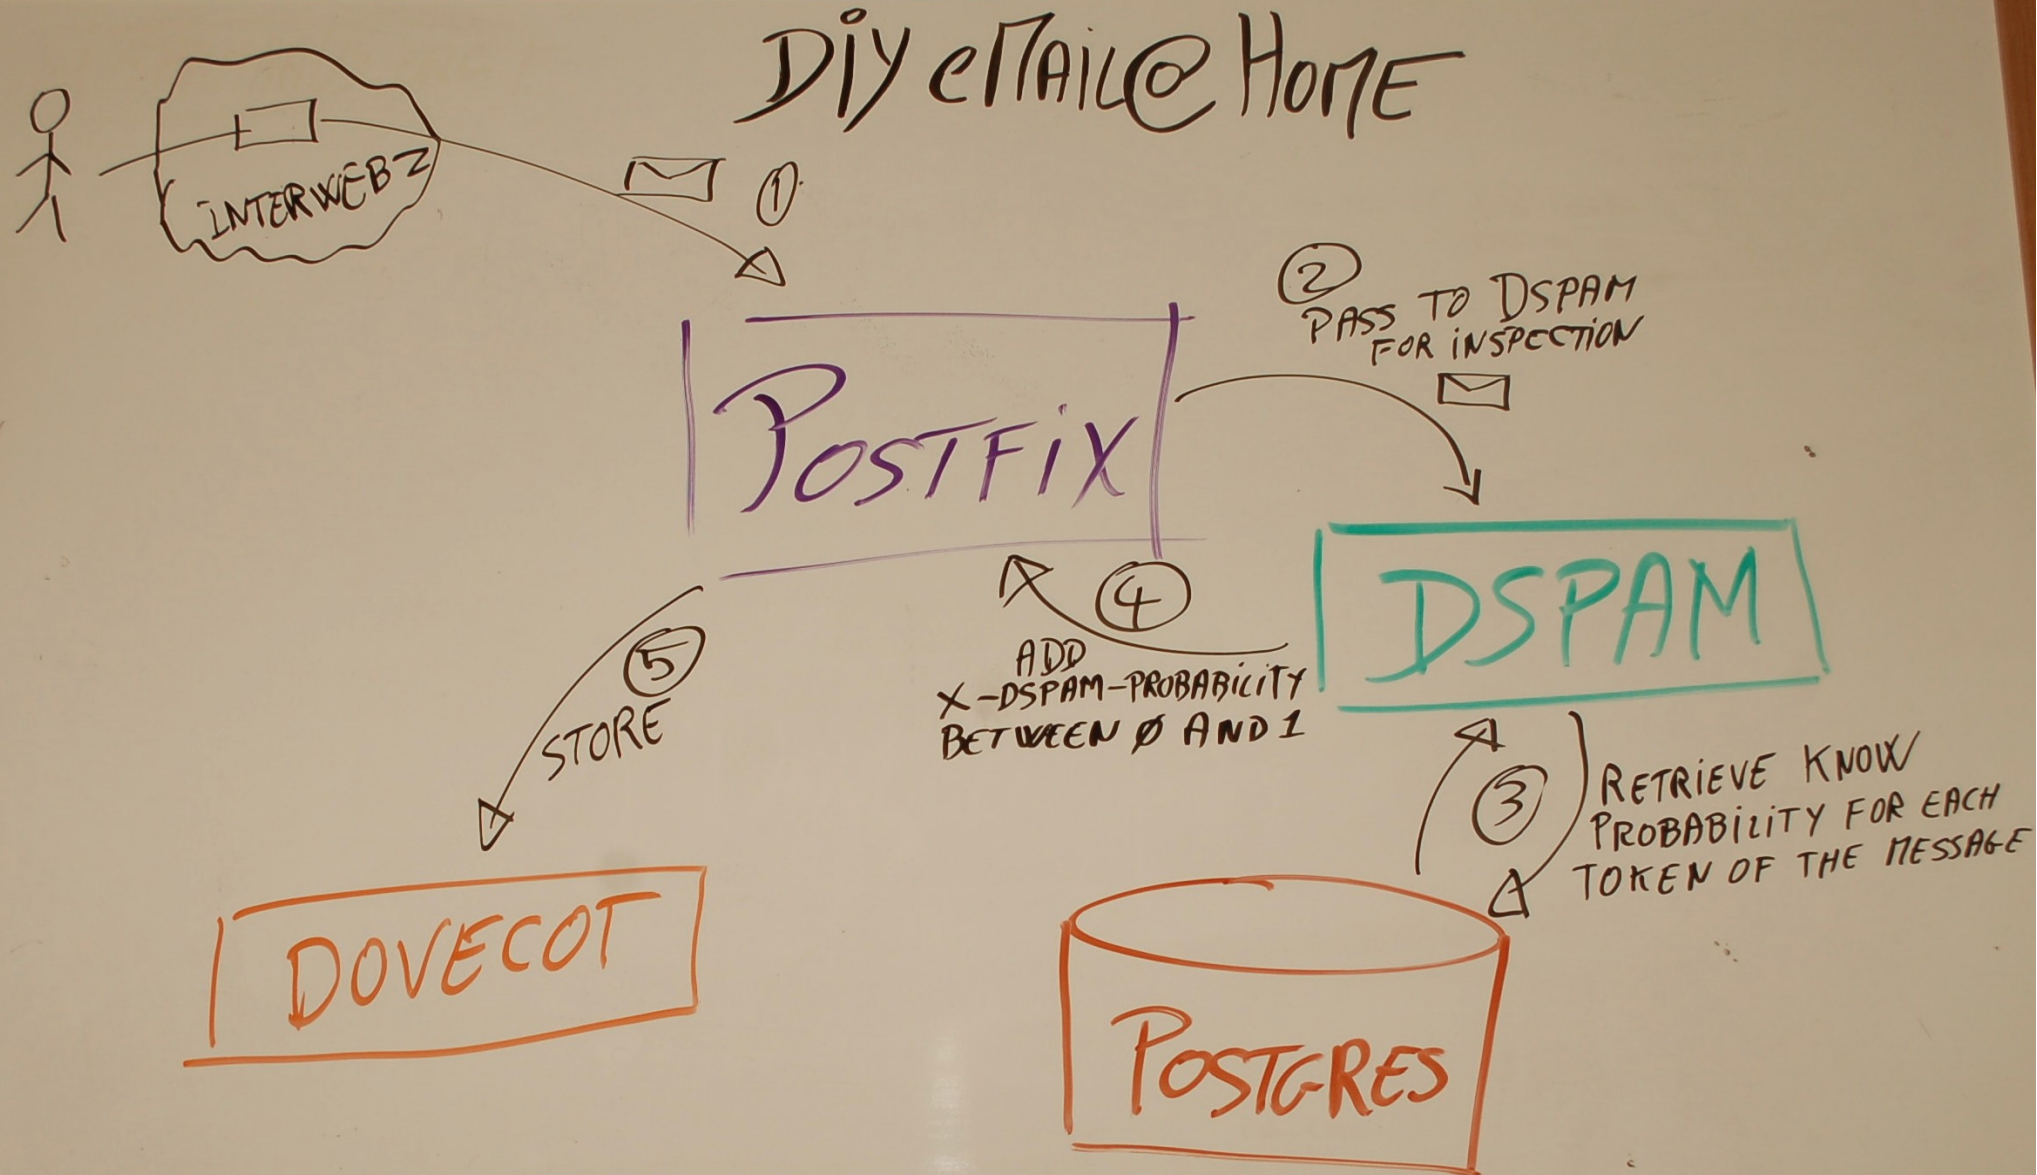 DiY eMAiL@HOME
iNTERWEBZ
1
2
PASS TO DSPAM
FOR iNSPECTiON
POSTFiX
DSPAM
4
ADD
X-DSPAM-PROBABiLiTY
BETWEEN Ø AND 1
5
STORE
3
RETRiEVE KNOW
PROBABiLiTY FOR EACH
TOKEN OF THE MESSAGE
DOVECOT
POSTGRES